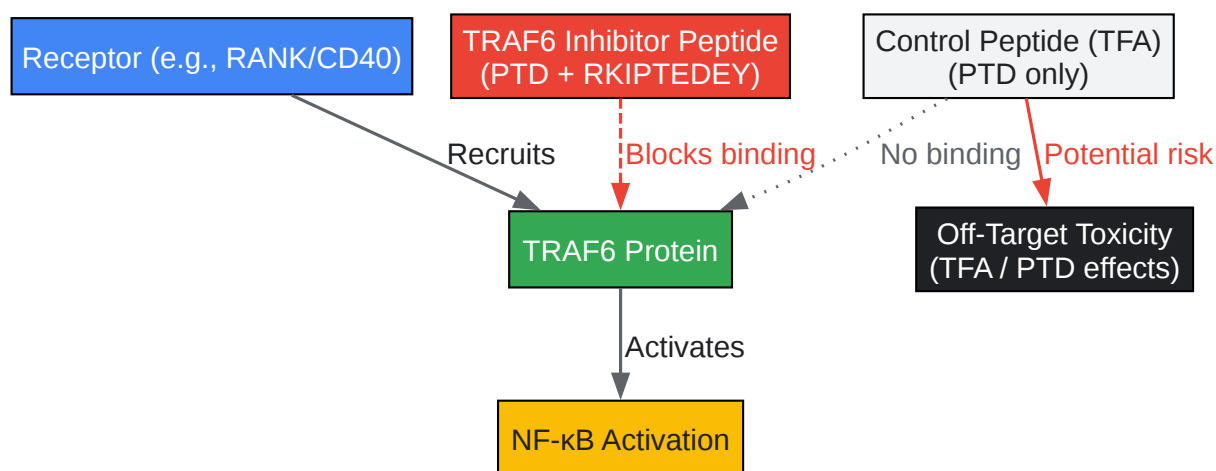 Receptor (e.g., RANK/CD40)
TRAF6 Inhibitor Peptide
(PTD + RKIPTEDEY)
Control Peptide (TFA)
(PTD only)
Recruits
Blocks binding
No binding
Potential risk
TRAF6 Protein
Off-Target Toxicity
(TFA / PTD effects)
Activates
NF-κB Activation